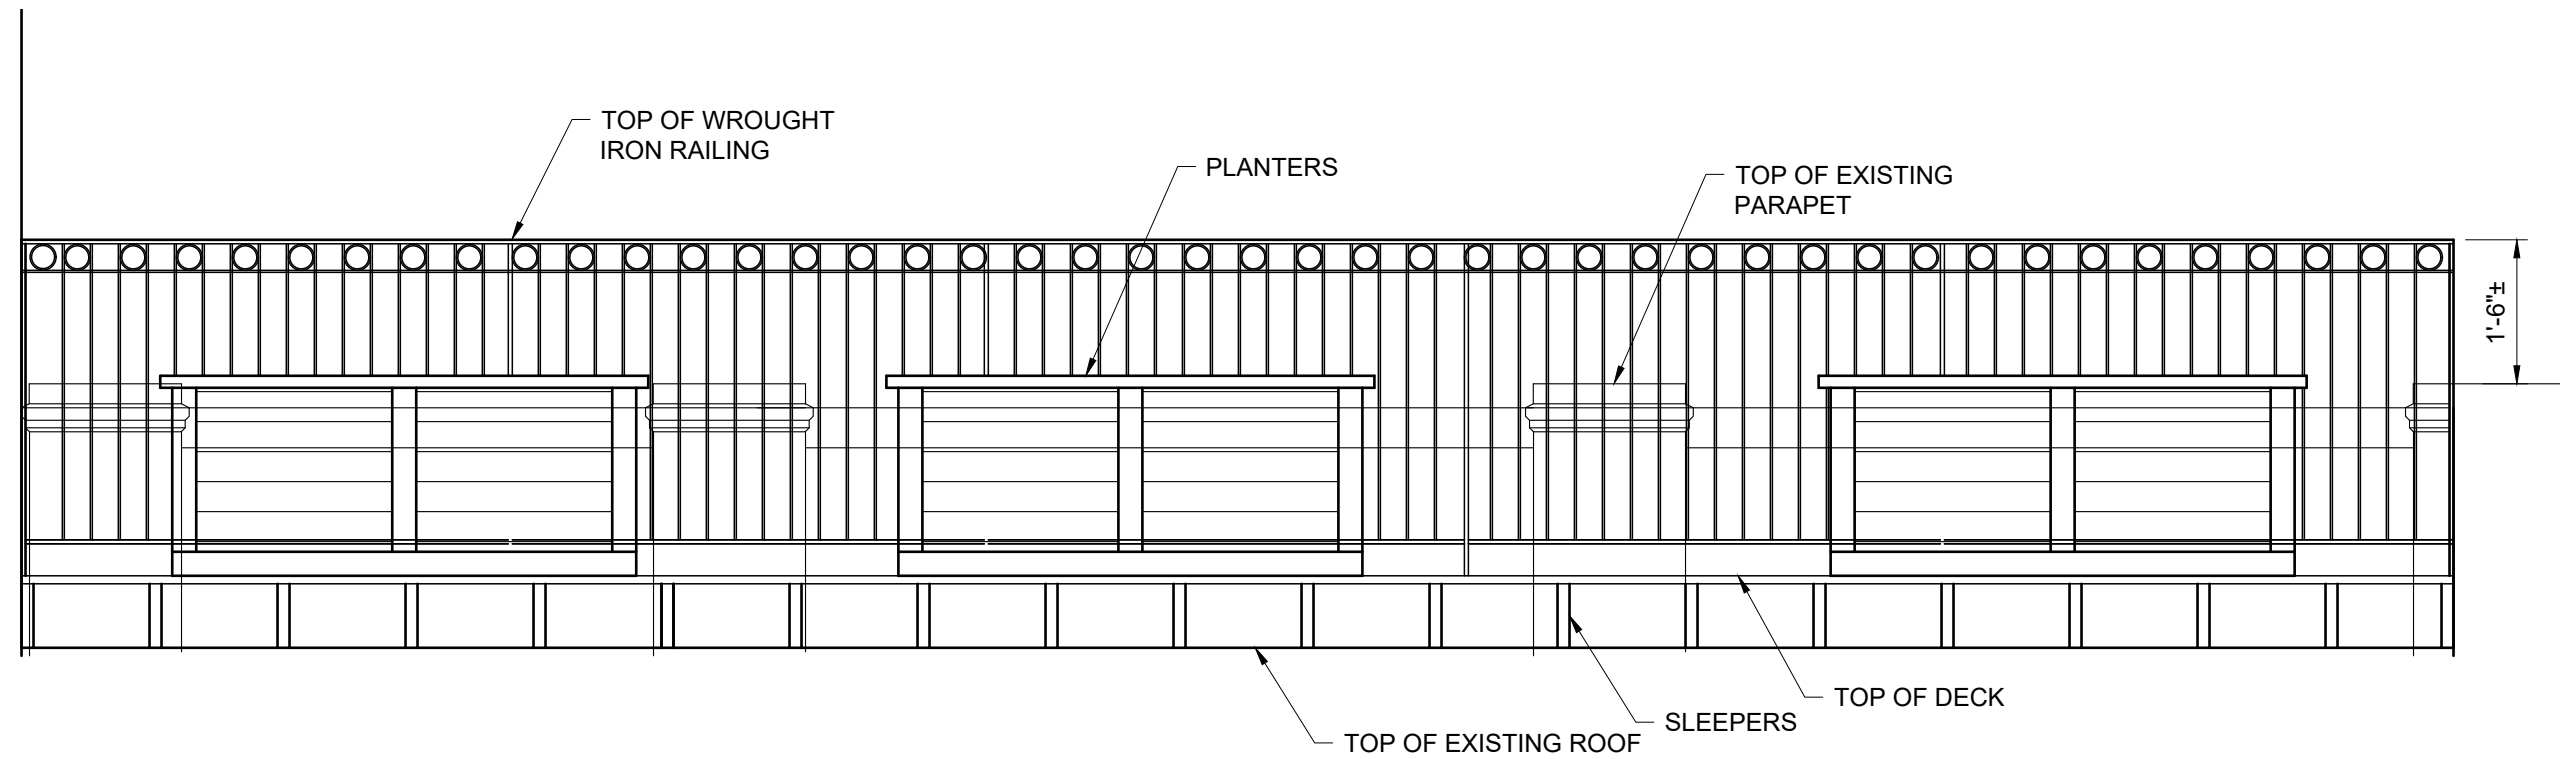 TOP OF WROUGHT
IRON RAILING
PLANTERS
TOP OF EXISTING
PARAPET
1'-6"±
TOP OF DECK
SLEEPERS
TOP OF EXISTING ROOF